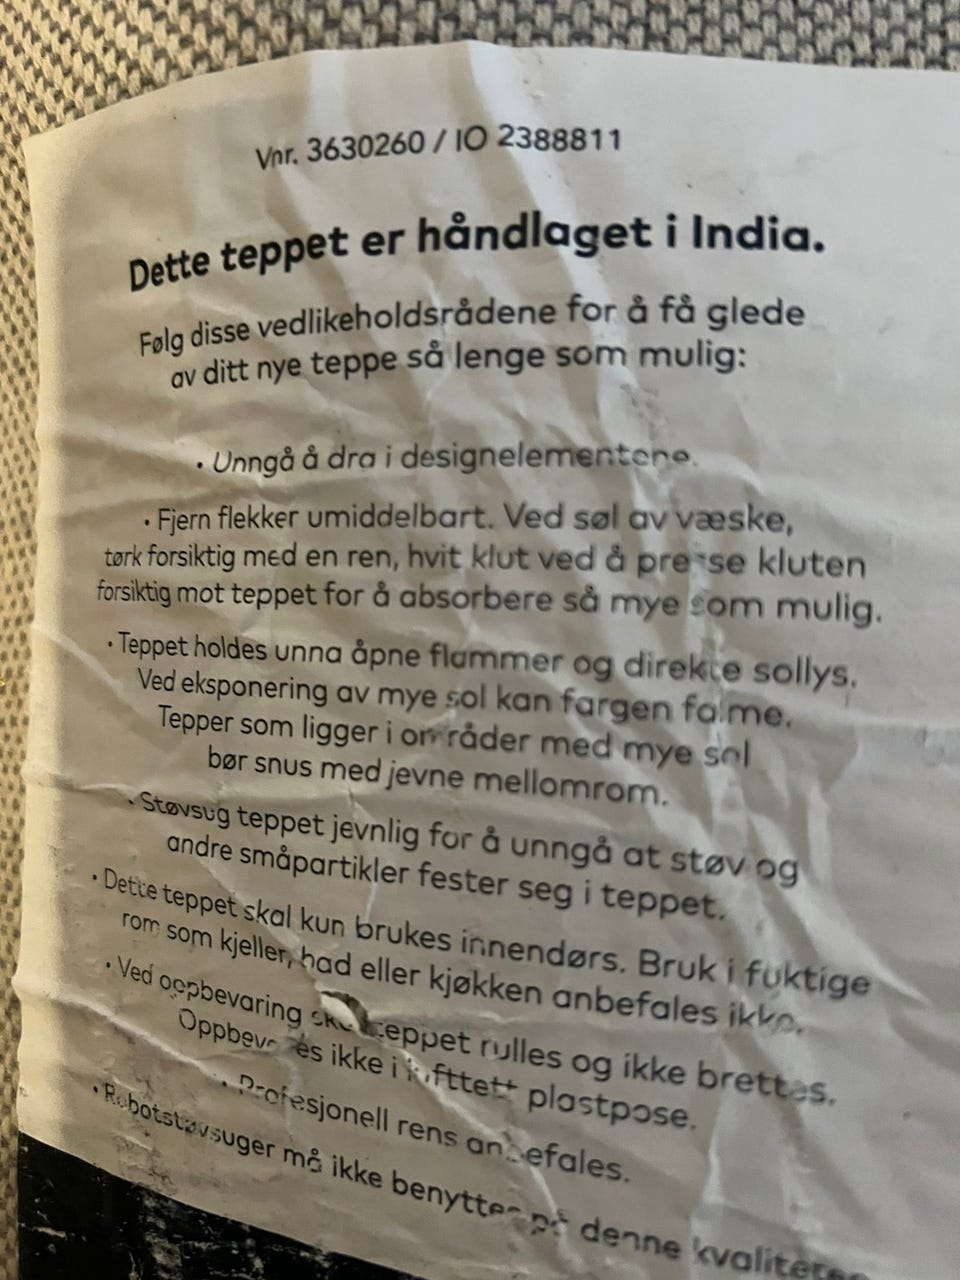 Vnr. 3630260 / IO 2388811
Dette teppet er håndlaget i India.
Følg disse vedlikeholdsrådene for å få glede
av ditt nye teppe så lenge som mulig:
• Unngå å dra i designelementene.
• Fjern flekker umiddelbart. Ved søl av væske,
tørk forsiktig med en ren, hvit klut ved å presse kluten
forsiktig mot teppet for å absorbere så mye som mulig.
• Teppet holdes unna åpne flammer og direkte sollys.
Ved eksponering av mye sol kan fargen falme.
Tepper som ligger i områder med mye sol
bør snus med jevne mellomrom.
• Støvsug teppet jevnlig for å unngå at støv og
andre småpartikler fester seg i teppet.
• Dette teppet skal kun brukes innendørs. Bruk i fuktige
rom som kjeller, bad eller kjøkken anbefales ikke.
• Ved oppbevaring skal teppet rulles og ikke brettes.
Oppbevares ikke i lufttett plastpose.
• Profesjonell rens anbefales.
• Robotstøvsuger må ikke benyttes på denne kvaliteten